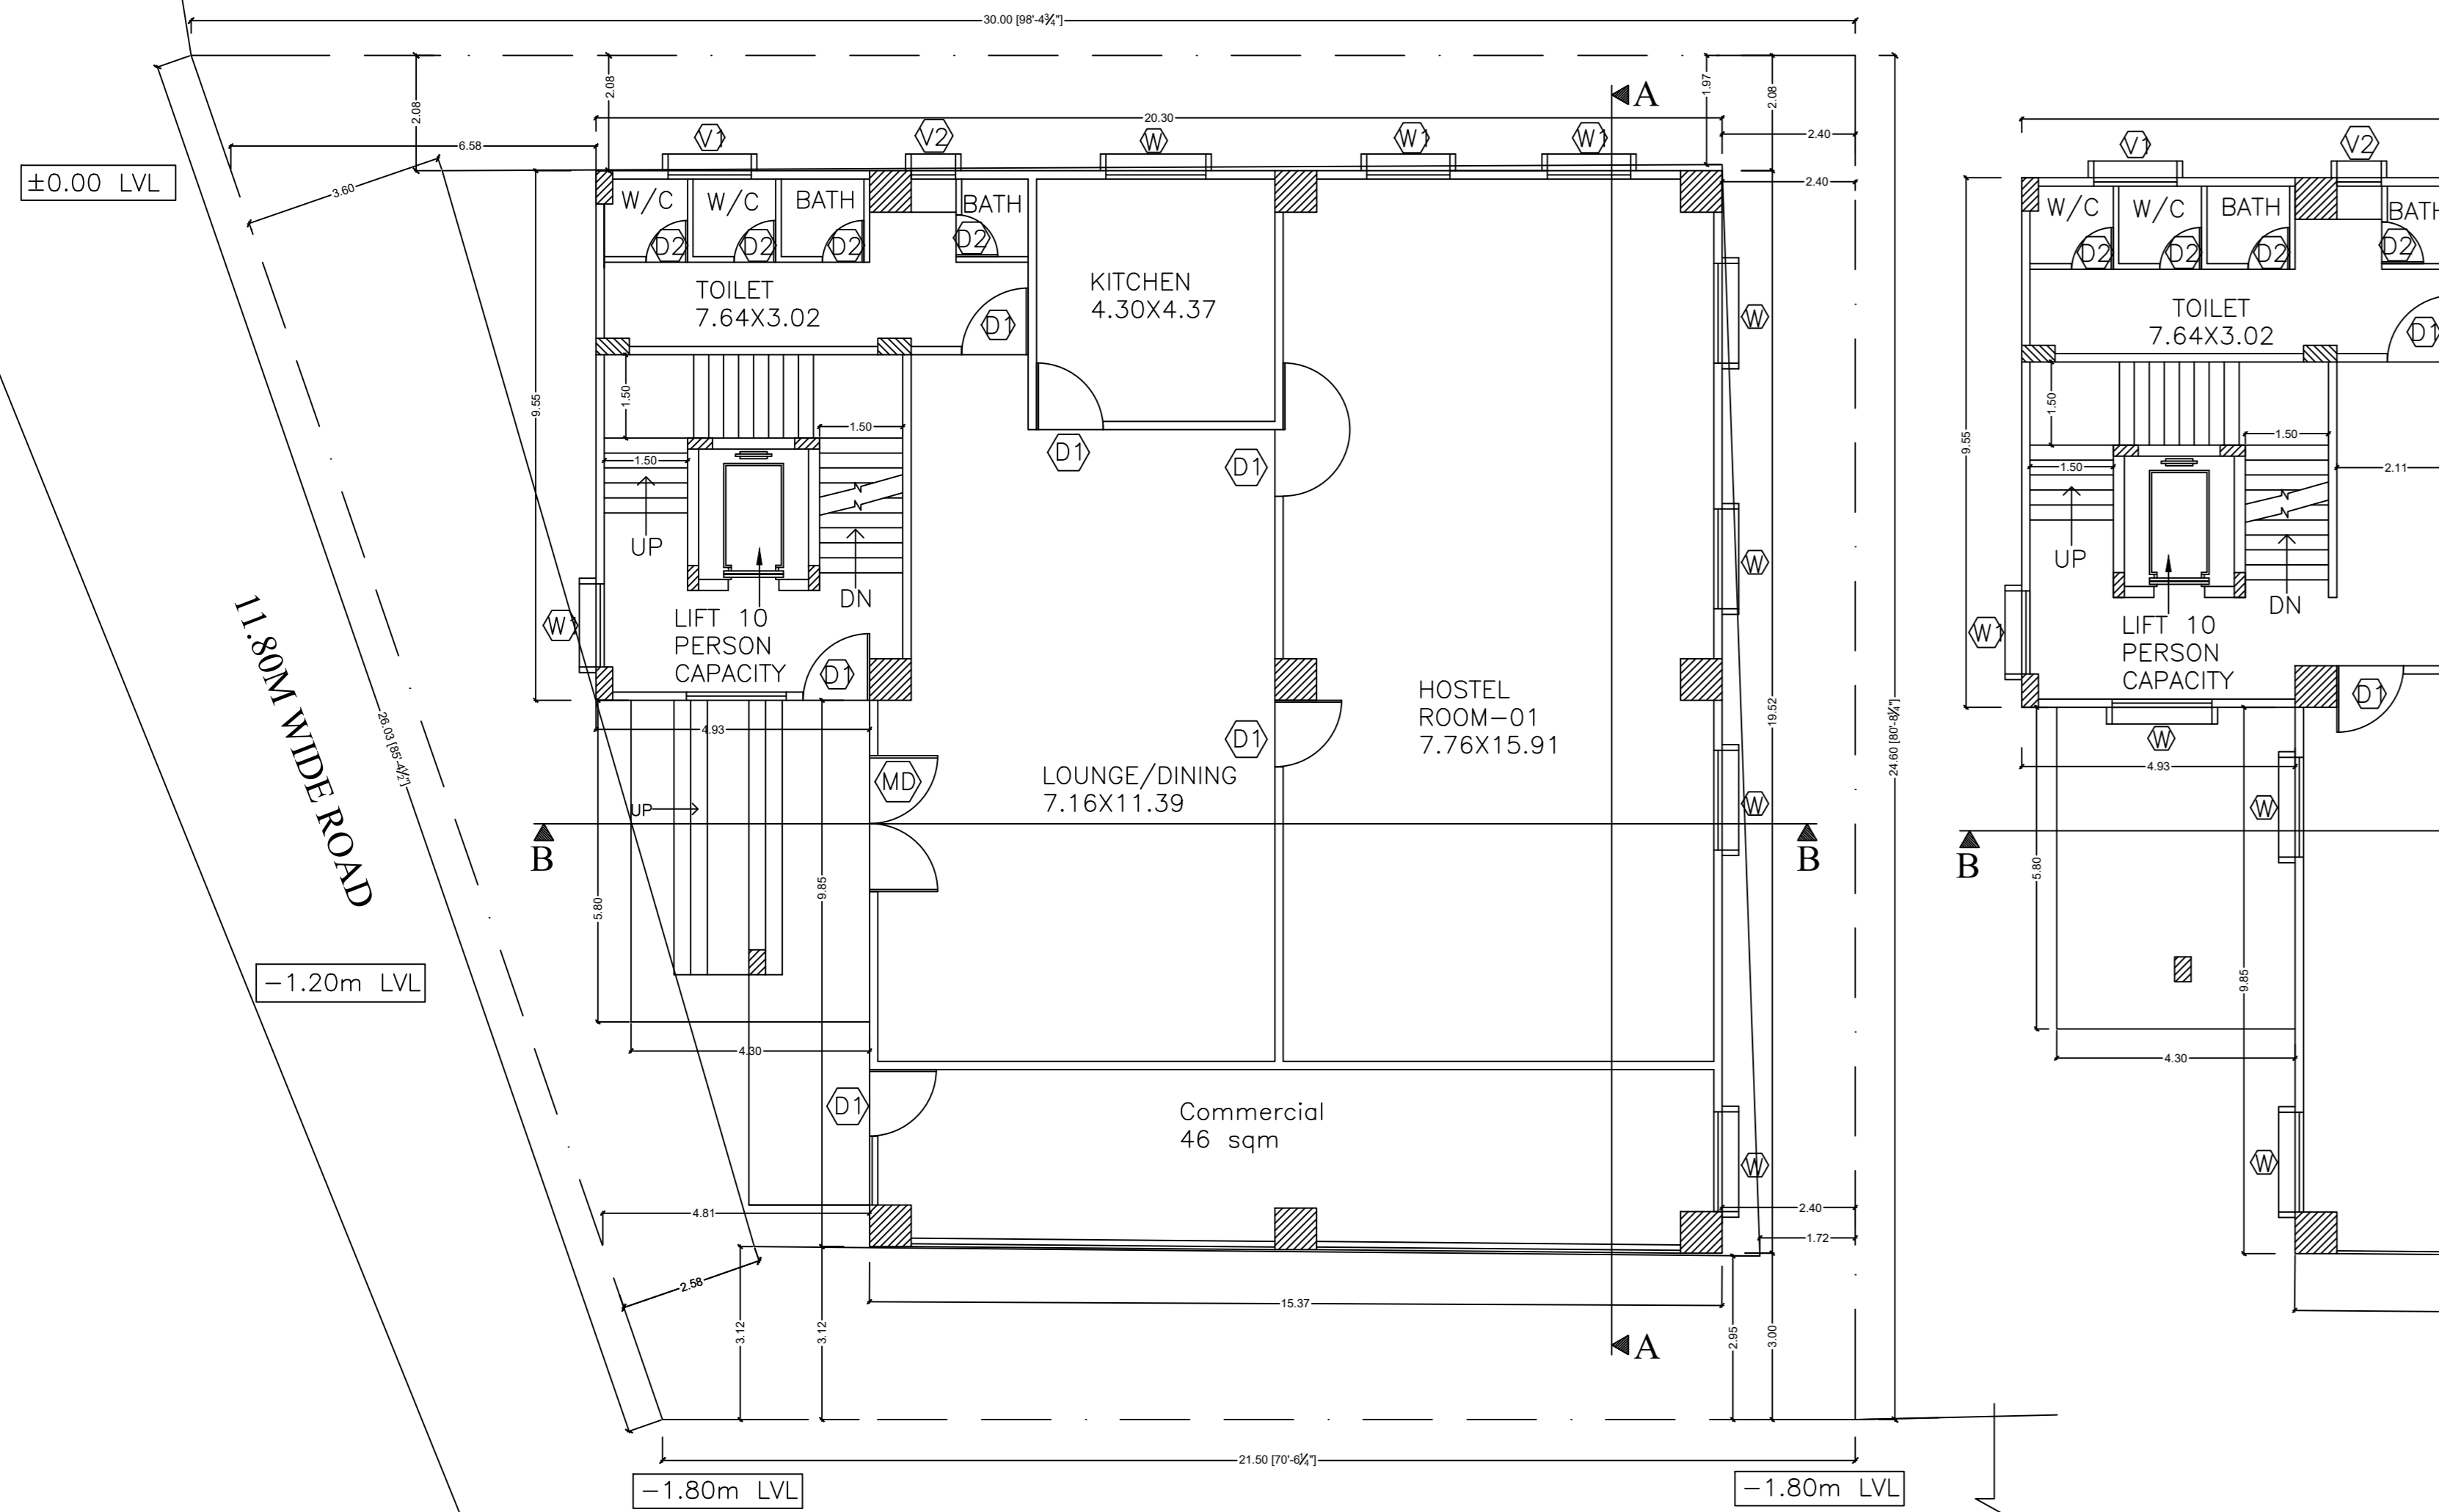 30.00 [98'-4¾"]
2.08
2.08
1.97
2.08
A
20.30
2.40
6.58
V1
V2
W
W1
W1
±0.00 LVL
3.60
2.40
W/C
W/C
BATH
BATH
D2
D2
D2
D2
TOILET
7.64X3.02
D1
KITCHEN
4.30X4.37
W
9.55
1.50
1.50
1.50
D1
D1
UP
DN
W
LIFT 10
PERSON
CAPACITY
W1
D1
11.80M WIDE ROAD
26.03 [85'-4½"]
4.93
D1
HOSTEL
ROOM-01
7.76X15.91
19.52
24.60 [80'-8¼"]
MD
LOUNGE/DINING
7.16X11.39
W
UP
B
B
5.80
9.85
-1.20m LVL
4.30
D1
Commercial
46 sqm
W
4.81
2.40
1.72
2.58
15.37
3.12
3.12
2.95
3.00
A
21.50 [70'-6¼"]
-1.80m LVL
-1.80m LVL
V1
V2
W/C
W/C
BATH
BATH
D2
D2
D2
D2
TOILET
7.64X3.02
D1
9.55
1.50
1.50
1.50
2.11
UP
DN
W1
LIFT 10
PERSON
CAPACITY
D1
W
4.93
W
B
5.80
9.85
4.30
W